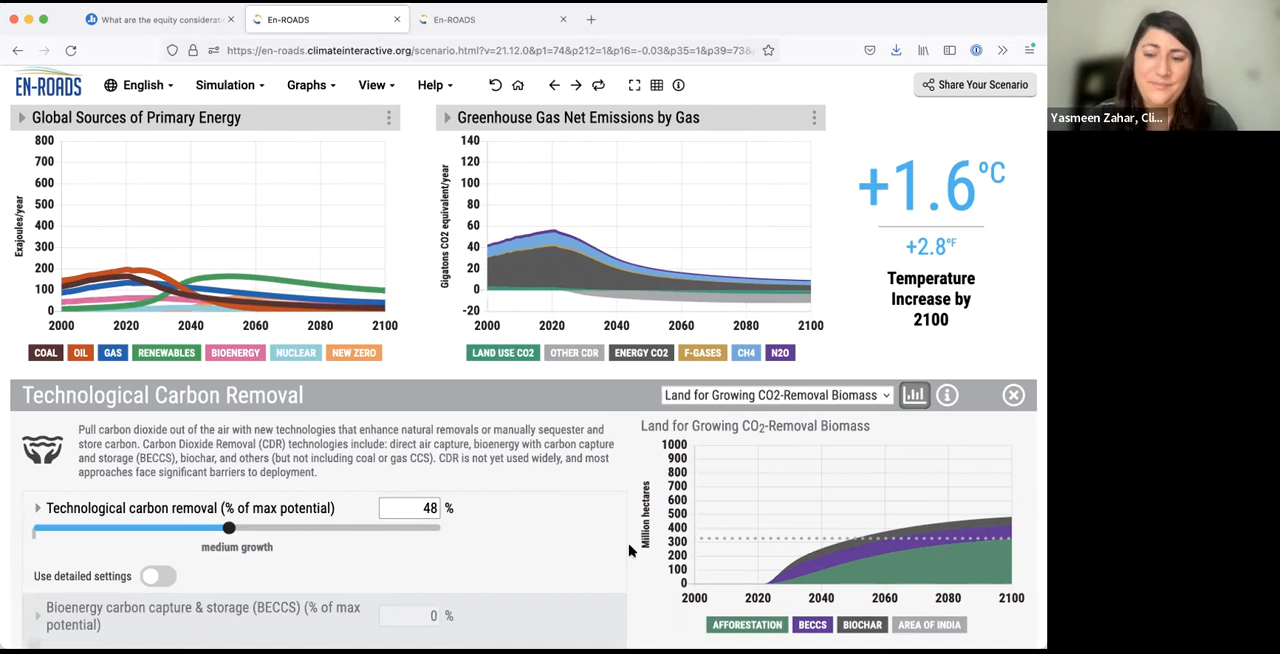 What are the equity considerati
En-ROADS
En-ROADS
https://en-roads.climateinteractive.org/scenario.html?v=21.12.0&p1=74&p212=1&p16=-0.03&p35=1&p39=73&
EN-ROADS
English
Simulation
Graphs
View
Help
Share Your Scenario
Yasmeen Zahar, Cli...
Global Sources of Primary Energy
Exajoules/year
800
700
600
500
400
300
200
100
0
2000 2020 2040 2060 2080 2100
COAL OIL GAS RENEWABLES BIOENERGY NUCLEAR NEW ZERO
Greenhouse Gas Net Emissions by Gas
Gigatons CO2 equivalent/year
140
120
100
80
60
40
20
0
-20
2000 2020 2040 2060 2080 2100
LAND USE CO2 OTHER CDR ENERGY CO2 F-GASES CH4 N2O
+1.6 °C
+2.8°F
Temperature
Increase by
2100
Technological Carbon Removal
Land for Growing CO2-Removal Biomass
Pull carbon dioxide out of the air with new technologies that enhance natural removals or manually sequester and
store carbon. Carbon Dioxide Removal (CDR) technologies include: direct air capture, bioenergy with carbon capture
and storage (BECCS), biochar, and others (but not including coal or gas CCS). CDR is not yet used widely, and most
approaches face significant barriers to deployment.
Technological carbon removal (% of max potential)
48 %
medium growth
Use detailed settings
Bioenergy carbon capture & storage (BECCS) (% of max
potential)
0 %
Land for Growing CO₂-Removal Biomass
Million hectares
1000
900
800
700
600
500
400
300
200
100
0
2000 2020 2040 2060 2080 2100
AFFORESTATION BECCS BIOCHAR AREA OF INDIA